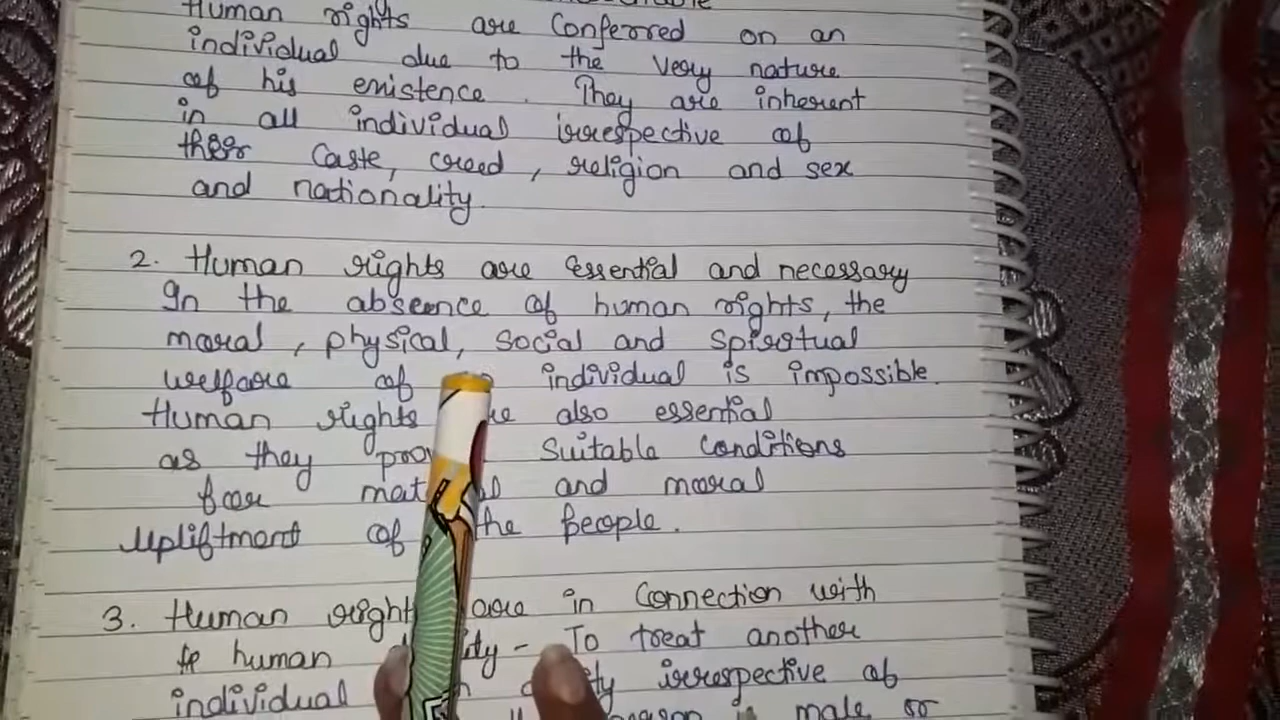 Human rights are Conferred on an
individual due to the very nature
of his existence. They are inherent
in all individual irrespective of
their Caste, creed, religion and sex
and nationality.
2. Human rights are Essential and necessary
In the absence of human rights, the
moral, physical, social and Spirotual
welfare of individual is impossible.
Human rights also essential
as they suitable conditions
for and moral
upliftment of the people.
3. Human right are in Connection with
human - To treat another
individual irrespective of
male or